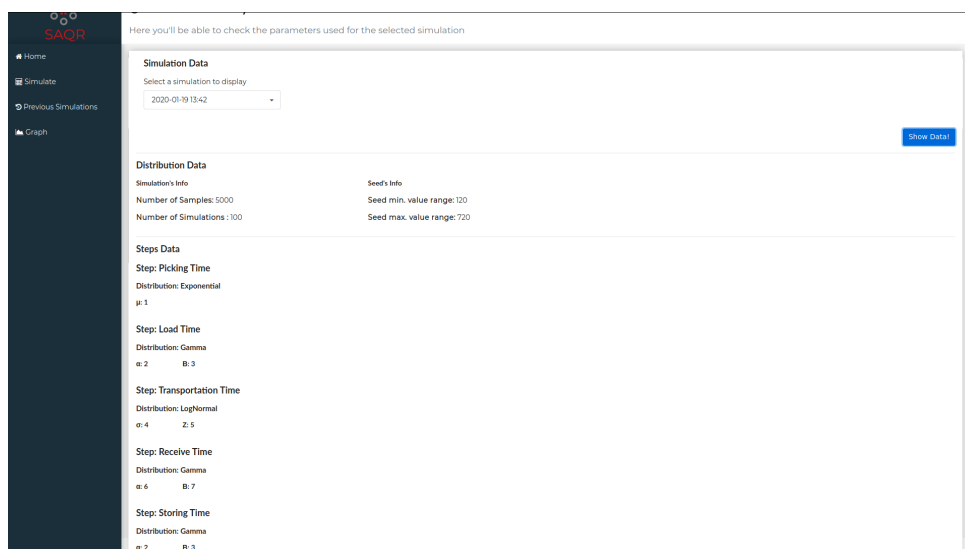 SAQR
Here you'll be able to check the parameters used for the selected simulation
Home
Simulate
Previous Simulations
Graph
Simulation Data
Select a simulation to display
2020-01-19 13:42
Show Data!
Distribution Data
Simulation's Info
Seed's Info
Number of Samples: 5000
Seed min. value range: 120
Number of Simulations : 100
Seed max. value range: 720
Steps Data
Step: Picking Time
Distribution: Exponential
μ: 1
Step: Load Time
Distribution: Gamma
α: 2 B: 3
Step: Transportation Time
Distribution: LogNormal
σ: 4 Z: 5
Step: Receive Time
Distribution: Gamma
α: 6 B: 7
Step: Storing Time
Distribution: Gamma
α: 2 B: 3